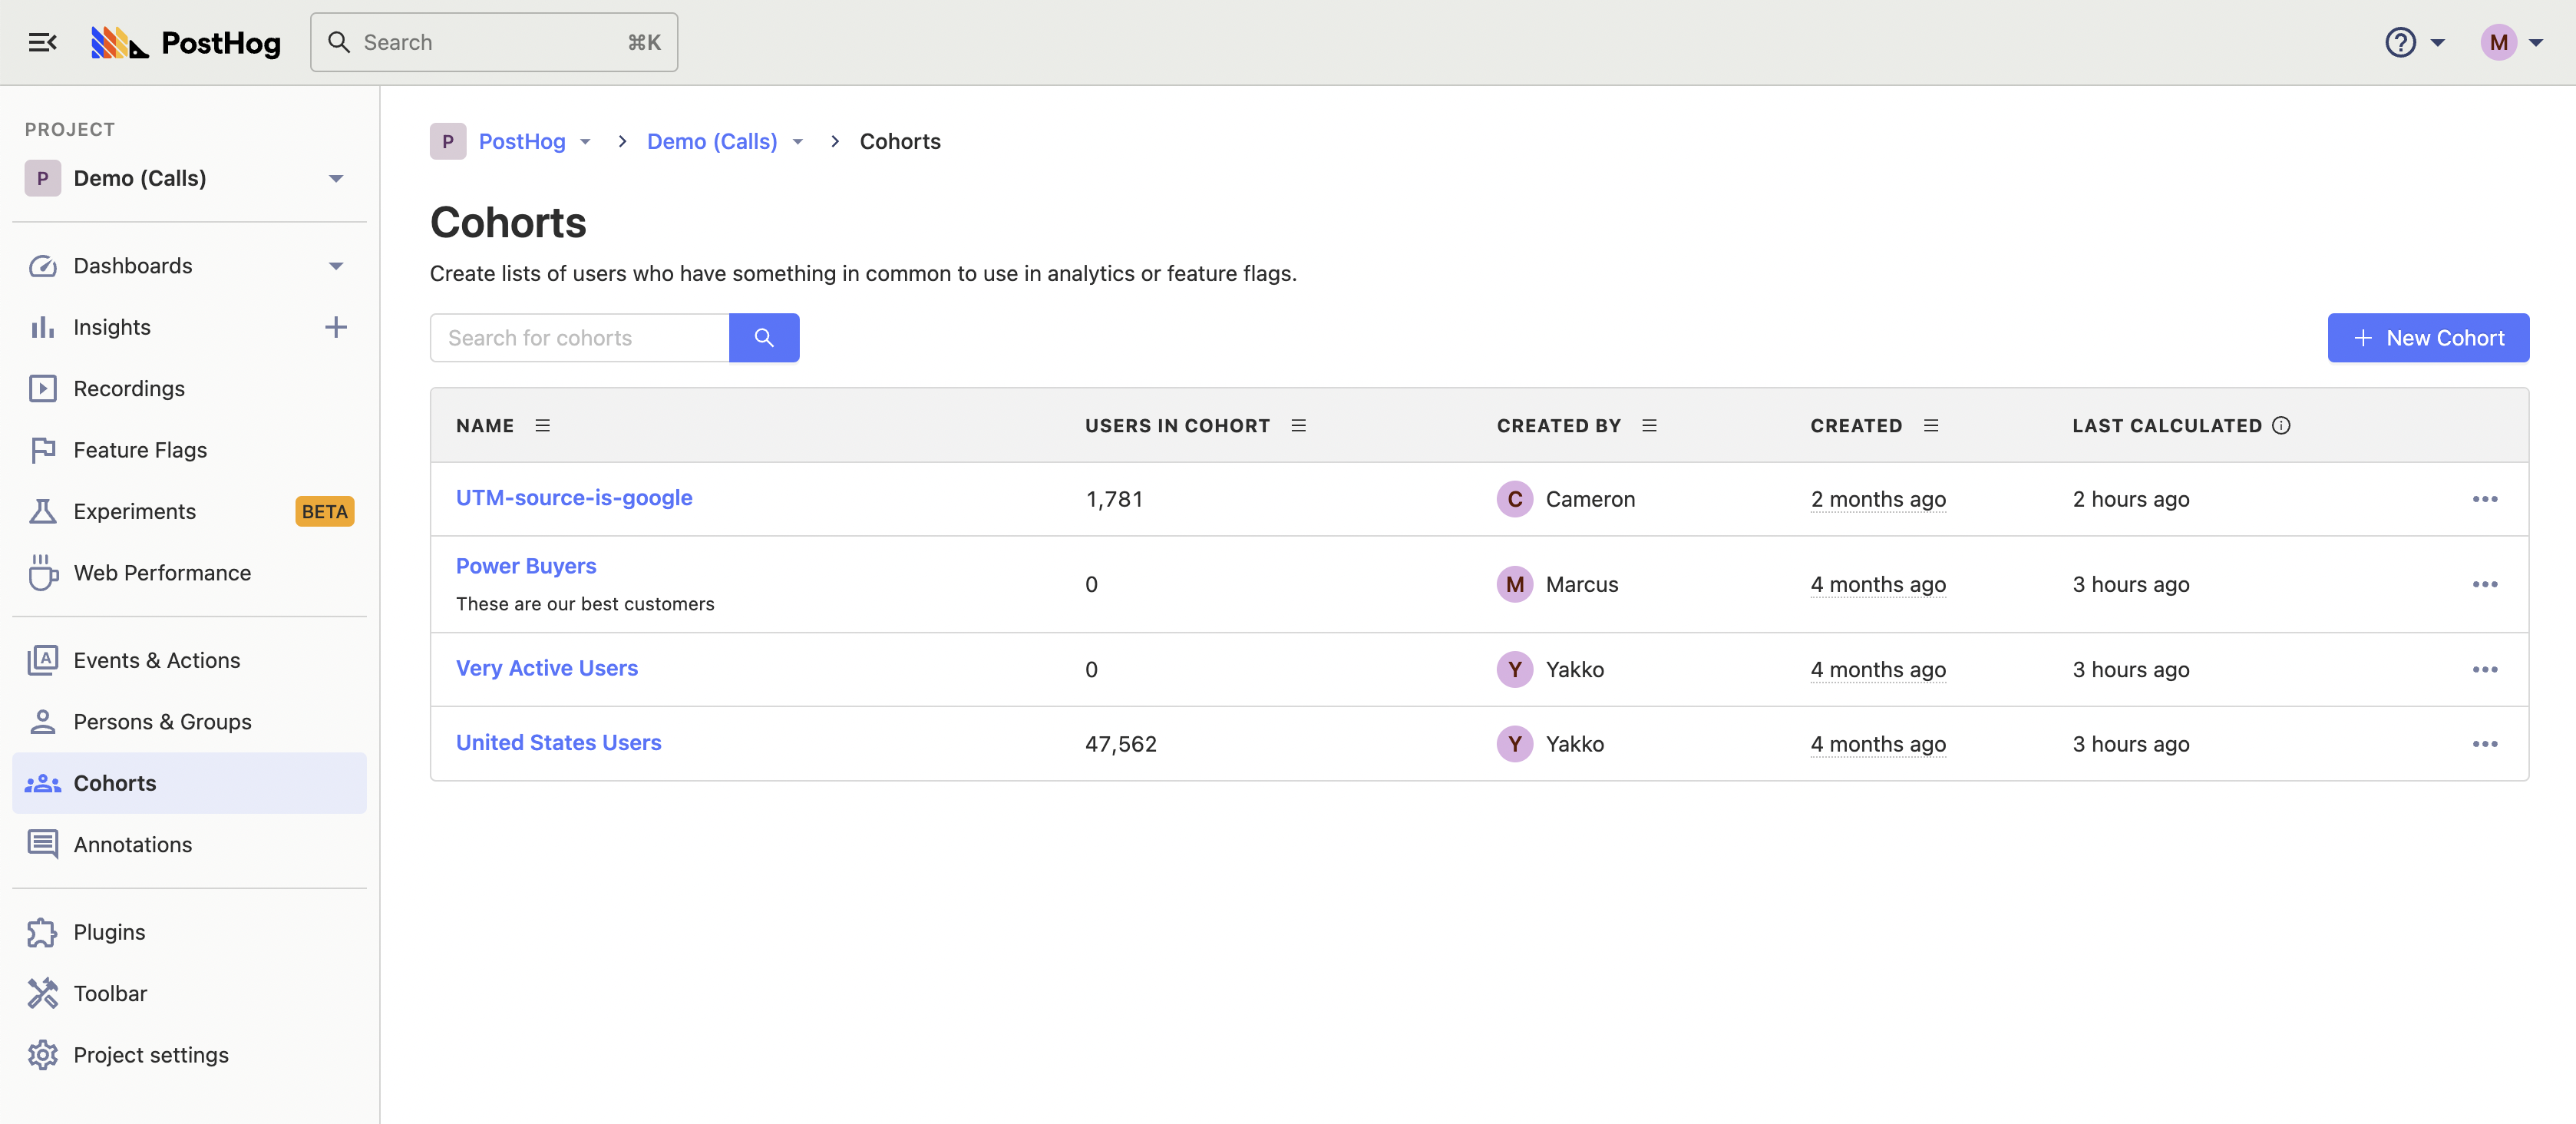 PostHog
Search ⌘K
M
PROJECT
P Demo (Calls)
Dashboards
Insights
Recordings
Feature Flags
Experiments BETA
Web Performance
Events & Actions
Persons & Groups
Cohorts
Annotations
Plugins
Toolbar
Project settings
P PostHog > Demo (Calls) > Cohorts
Cohorts
Create lists of users who have something in common to use in analytics or feature flags.
Search for cohorts
+ New Cohort
NAME USERS IN COHORT CREATED BY CREATED LAST CALCULATED
UTM-source-is-google 1,781 C Cameron 2 months ago 2 hours ago
Power Buyers 0 M Marcus 4 months ago 3 hours ago
These are our best customers
Very Active Users 0 Y Yakko 4 months ago 3 hours ago
United States Users 47,562 Y Yakko 4 months ago 3 hours ago